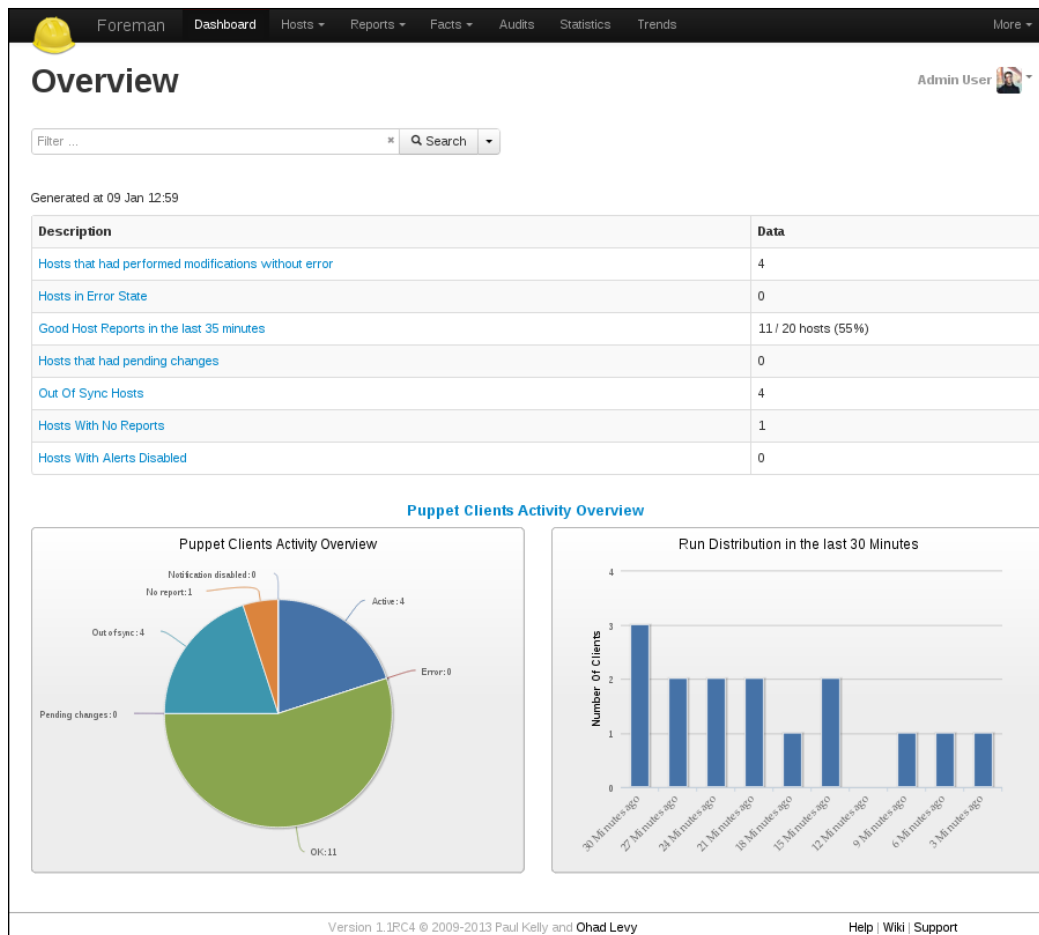 Foreman Dashboard Hosts Reports Facts Audits Statistics Trends More
Overview
Admin User
Filter ...
× Search
Generated at 09 Jan 12:59
Description Data
Hosts that had performed modifications without error 4
Hosts in Error State 0
Good Host Reports in the last 35 minutes 11 / 20 hosts (55%)
Hosts that had pending changes 0
Out Of Sync Hosts 4
Hosts With No Reports 1
Hosts With Alerts Disabled 0
Puppet Clients Activity Overview
Puppet Clients Activity Overview
Notification disabled:0
No report:1
Active:4
Out of sync:4
Error:0
Pending changes:0
OK:11
Run Distribution in the last 30 Minutes
Number Of Clients
4
3
2
1
0
30 Minutes ago
27 Minutes ago
24 Minutes ago
21 Minutes ago
18 Minutes ago
15 Minutes ago
12 Minutes ago
9 Minutes ago
6 Minutes ago
3 Minutes ago
Version 1.1RC4 © 2009-2013 Paul Kelly and Ohad Levy Help | Wiki | Support